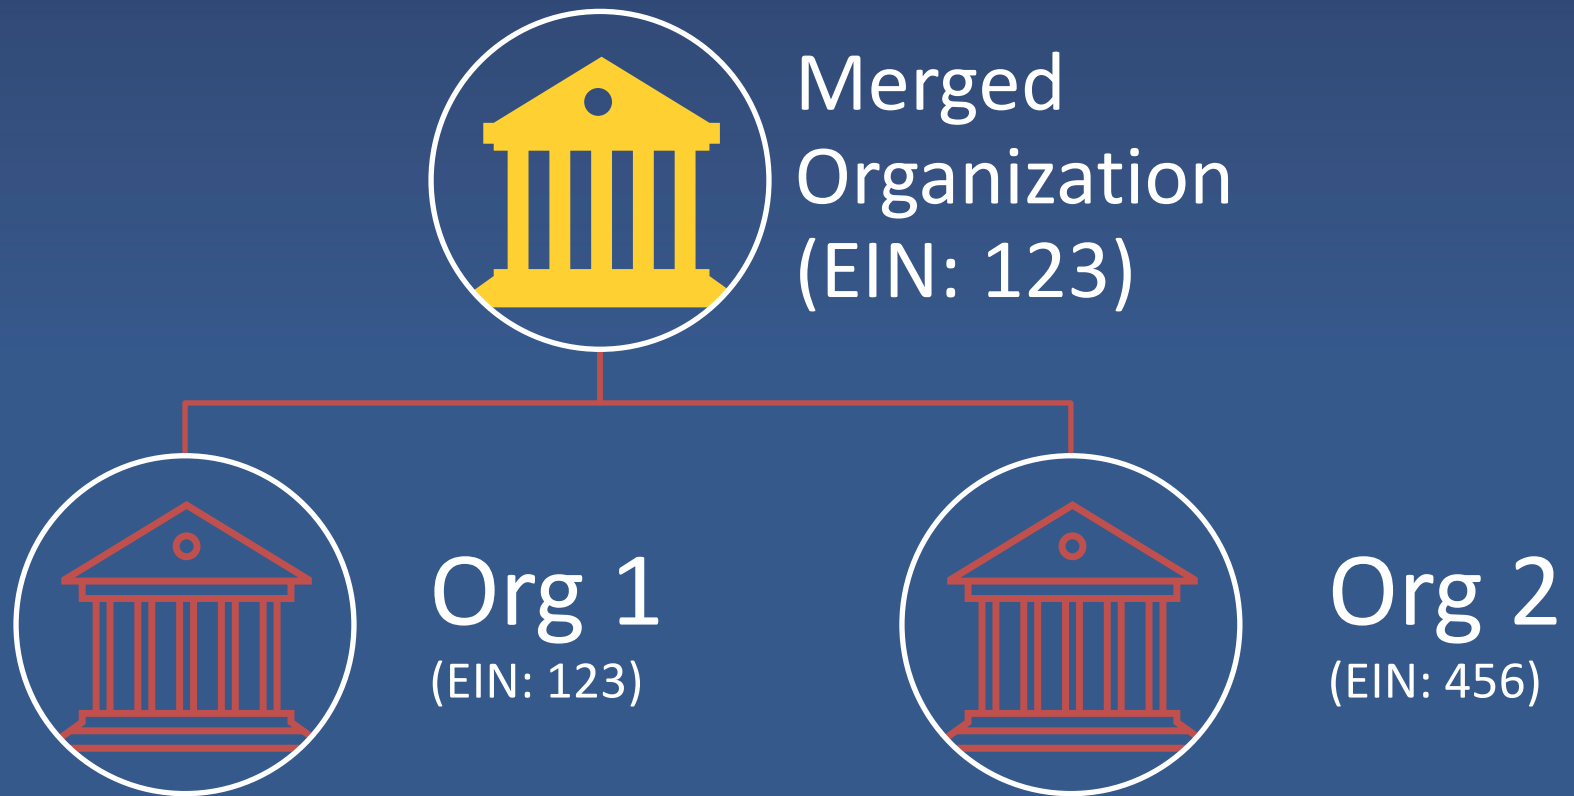 Merged
Organization
(EIN: 123)
Org 1
(EIN: 123)
Org 2
(EIN: 456)